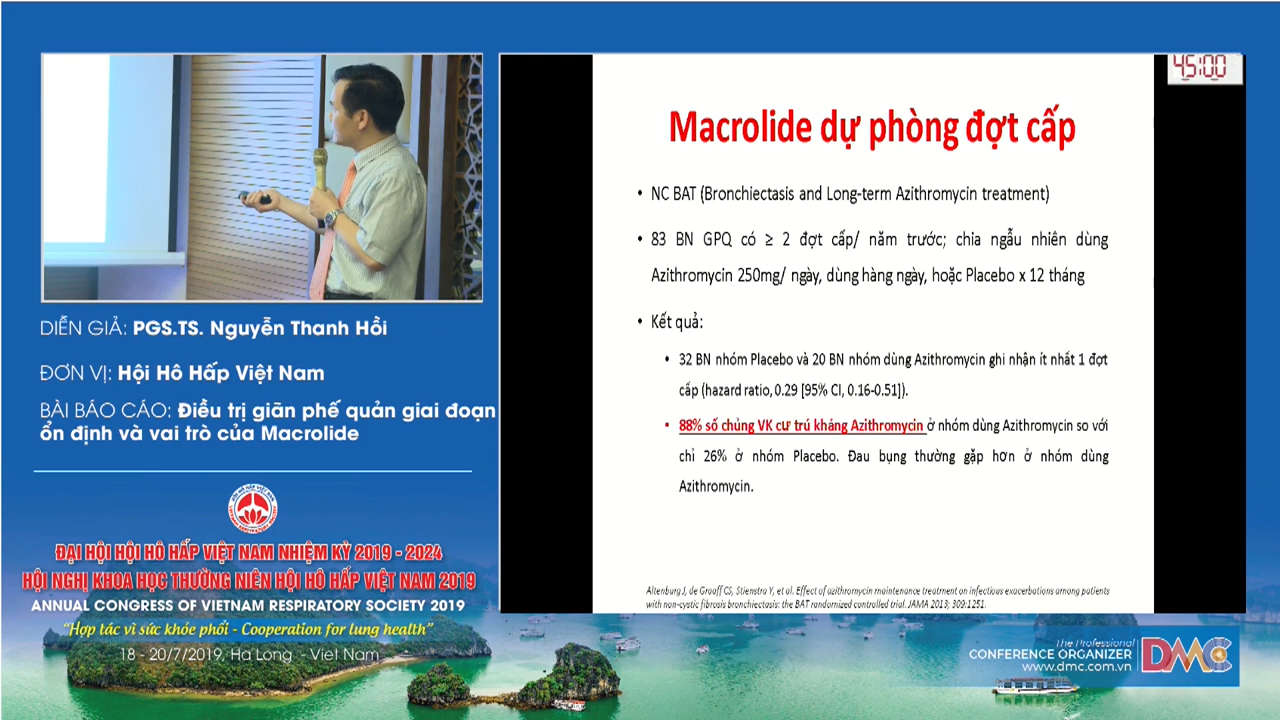 45:00
Macrolide dự phòng đợt cấp
• NC BAT (Bronchiectasis and Long-term Azithromycin treatment)
• 83 BN GPQ có ≥ 2 đợt cấp/ năm trước; chia ngẫu nhiên dùng
Azithromycin 250mg/ ngày, dùng hàng ngày, hoặc Placebo x 12 tháng
• Kết quả:
• 32 BN nhóm Placebo và 20 BN nhóm dùng Azithromycin ghi nhận ít nhất 1 đợt
cấp (hazard ratio, 0.29 [95% CI, 0.16-0.51]).
• 88% số chủng VK cư trú kháng Azithromycin ở nhóm dùng Azithromycin so với
chỉ 26% ở nhóm Placebo. Đau bụng thường gặp hơn ở nhóm dùng
Azithromycin.
Altenburg J, de Graaff CS, Stienstra Y, et al. Effect of azithromycin maintenance treatment on infectious exacerbations among patients
with non-cystic fibrosis bronchiectasis: the BAT randomized controlled trial. JAMA 2013; 309:1251.
DIỄN GIẢ: PGS.TS. Nguyễn Thanh Hồi
ĐƠN VỊ: Hội Hô Hấp Việt Nam
BÀI BÁO CÁO: Điều trị giãn phế quản giai đoạn
ổn định và vai trò của Macrolide
ĐẠI HỘI HỘI HÔ HẤP VIỆT NAM NHIỆM KỲ 2019 - 2024
HỘI NGHỊ KHOA HỌC THƯỜNG NIÊN HỘI HÔ HẤP VIỆT NAM 2019
ANNUAL CONGRESS OF VIETNAM RESPIRATORY SOCIETY 2019
“Hợp tác vì sức khỏe phổi - Cooperation for lung health”
18 - 20/7/2019, Ha Long - Viet Nam
The Professional
CONFERENCE ORGANIZER
www.dmc.com.vn
DMC